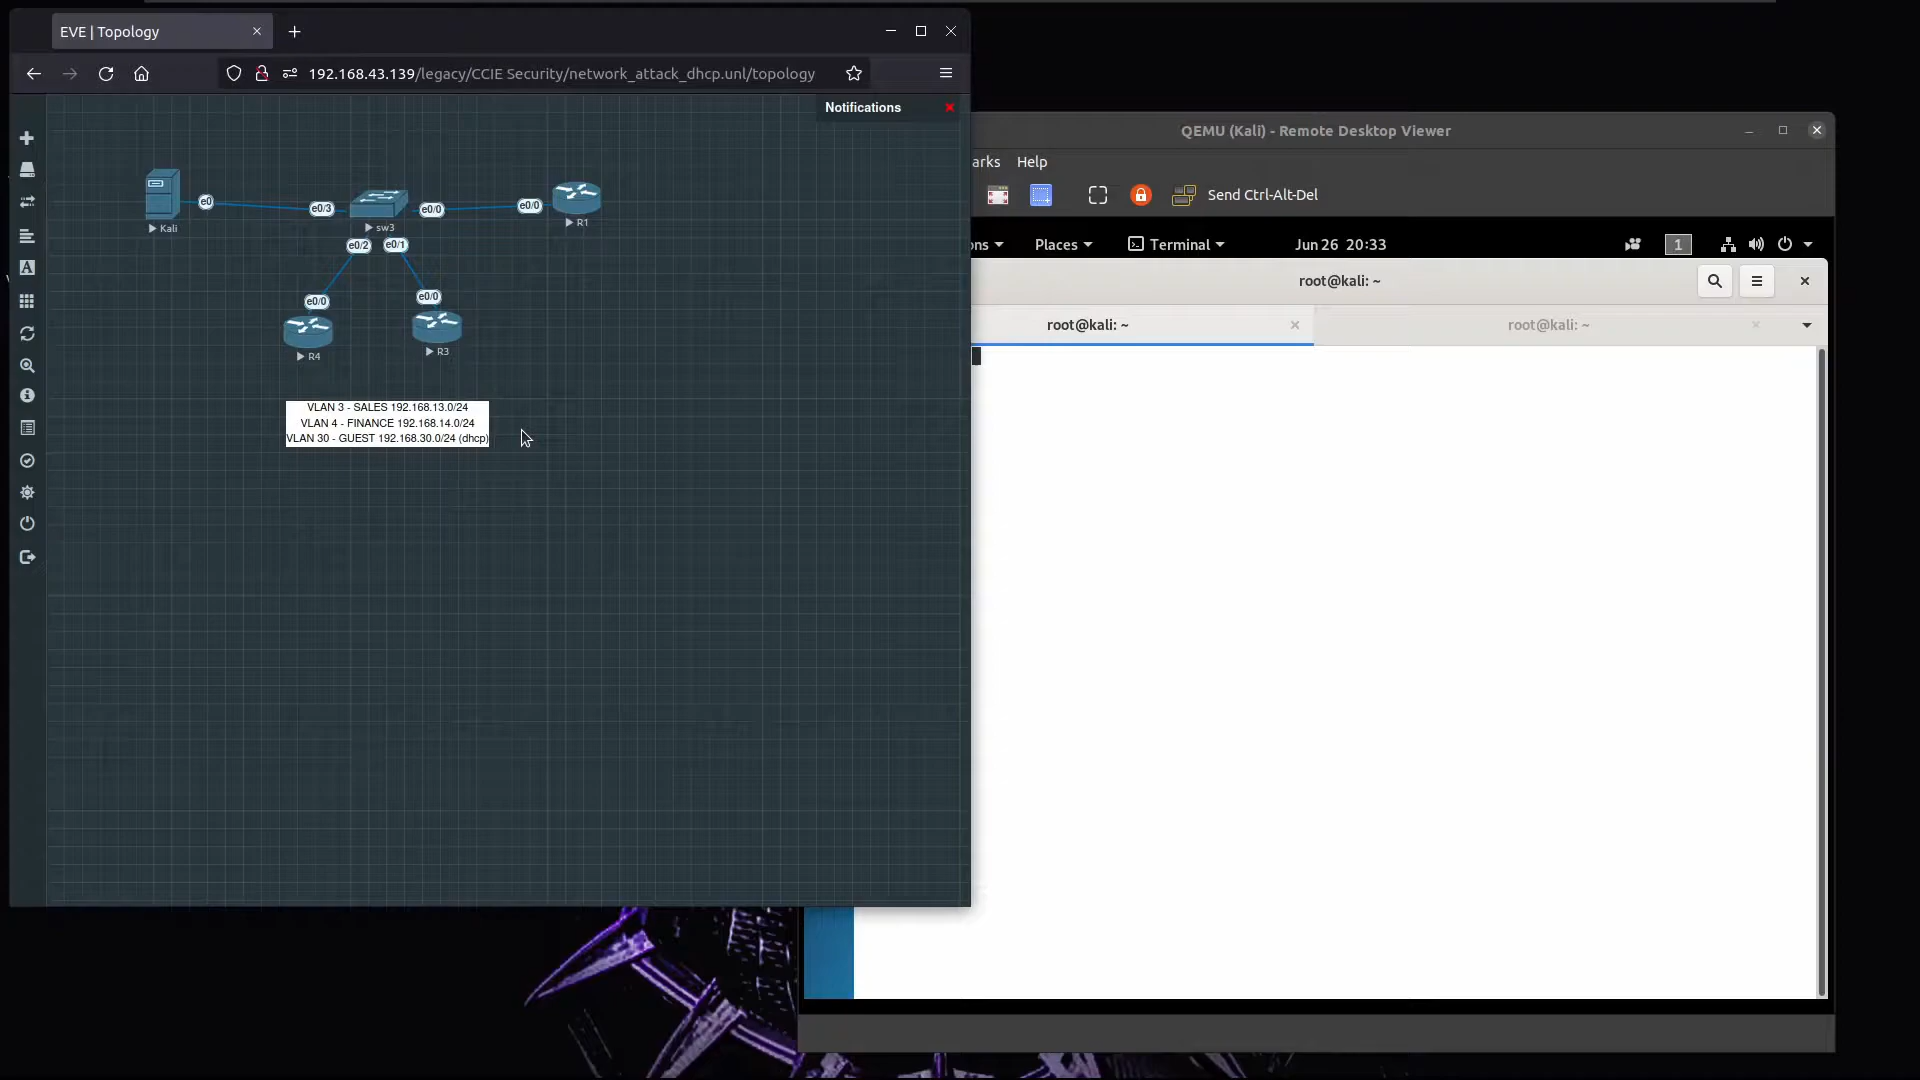 EVE | Topology
192.168.43.139/legacy/CCIE Security/network_attack_dhcp.unl/topology
Notifications
Kali
e0
e0/3
sw3
e0/0
e0/0
R1
e0/2
e0/1
e0/0
e0/0
R4
R3
VLAN 3 - SALES 192.168.13.0/24
VLAN 4 - FINANCE 192.168.14.0/24
VLAN 30 - GUEST 192.168.30.0/24 (dhcp)
QEMU (Kali) - Remote Desktop Viewer
arks Help
Send Ctrl-Alt-Del
ons Places Terminal Jun 26 20:33 1
root@kali: ~
root@kali: ~
root@kali: ~